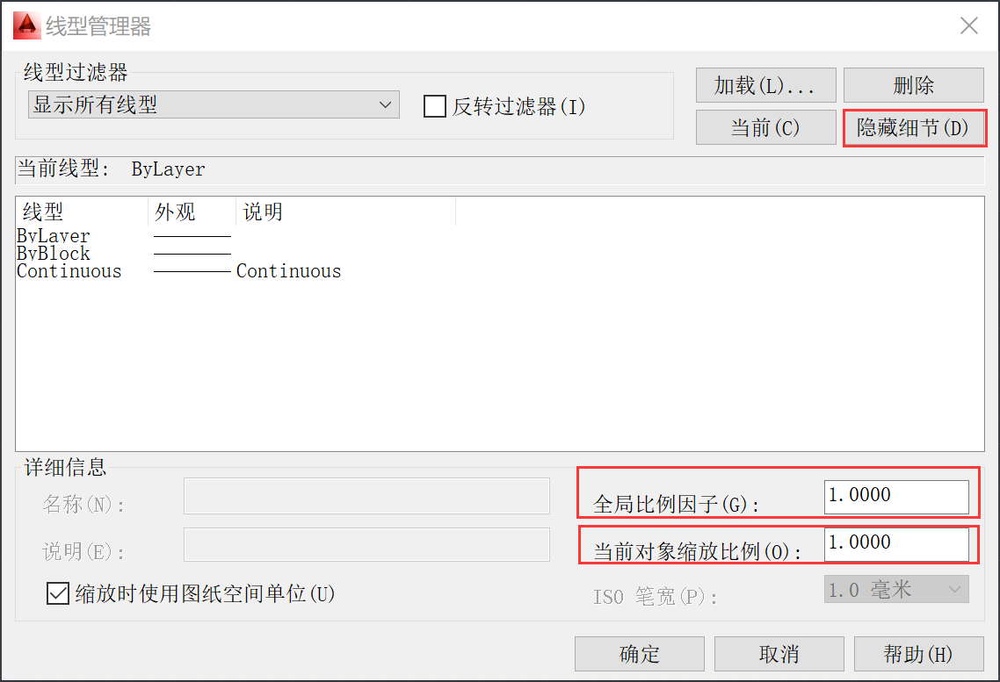 线型管理器
线型过滤器
显示所有线型
反转过滤器(I)
加载(L)...
删除
当前(C)
隐藏细节(D)
当前线型: ByLayer
线型 外观 说明
ByLayer
ByBlock
Continuous Continuous
详细信息
名称(N):
全局比例因子(G): 1.0000
说明(E):
当前对象缩放比例(O): 1.0000
缩放时使用图纸空间单位(U)
ISO 笔宽(P): 1.0 毫米
确定
取消
帮助(H)